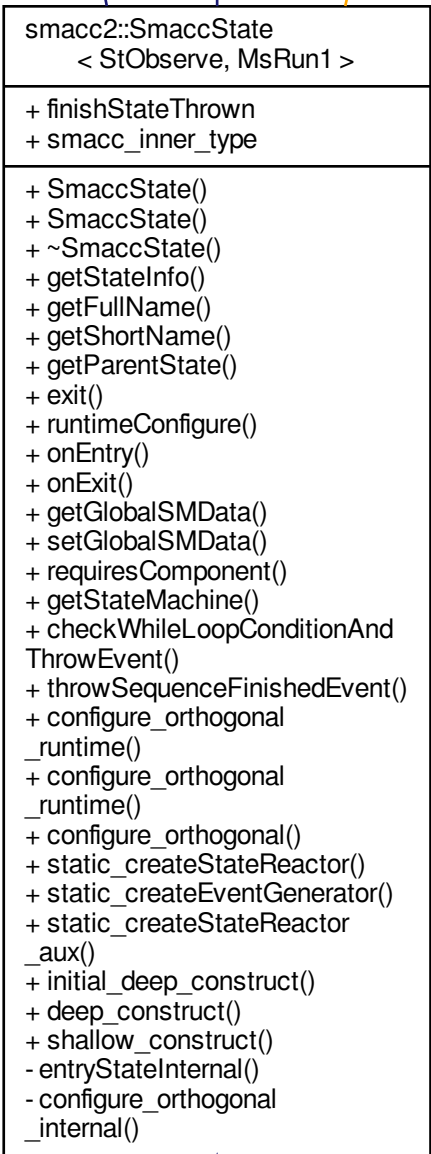 smacc2::SmaccState
< StObserve, MsRun1 >
+ finishStateThrown
+ smacc_inner_type
+ SmaccState()
+ SmaccState()
+ ~SmaccState()
+ getStateInfo()
+ getFullName()
+ getShortName()
+ getParentState()
+ exit()
+ runtimeConfigure()
+ onEntry()
+ onExit()
+ getGlobalSMData()
+ setGlobalSMData()
+ requiresComponent()
+ getStateMachine()
+ checkWhileLoopConditionAnd
ThrowEvent()
+ throwSequenceFinishedEvent()
+ configure_orthogonal
_runtime()
+ configure_orthogonal
_runtime()
+ configure_orthogonal()
+ static_createStateReactor()
+ static_createEventGenerator()
+ static_createStateReactor
_aux()
+ initial_deep_construct()
+ deep_construct()
+ shallow_construct()
- entryStateInternal()
- configure_orthogonal
_internal()